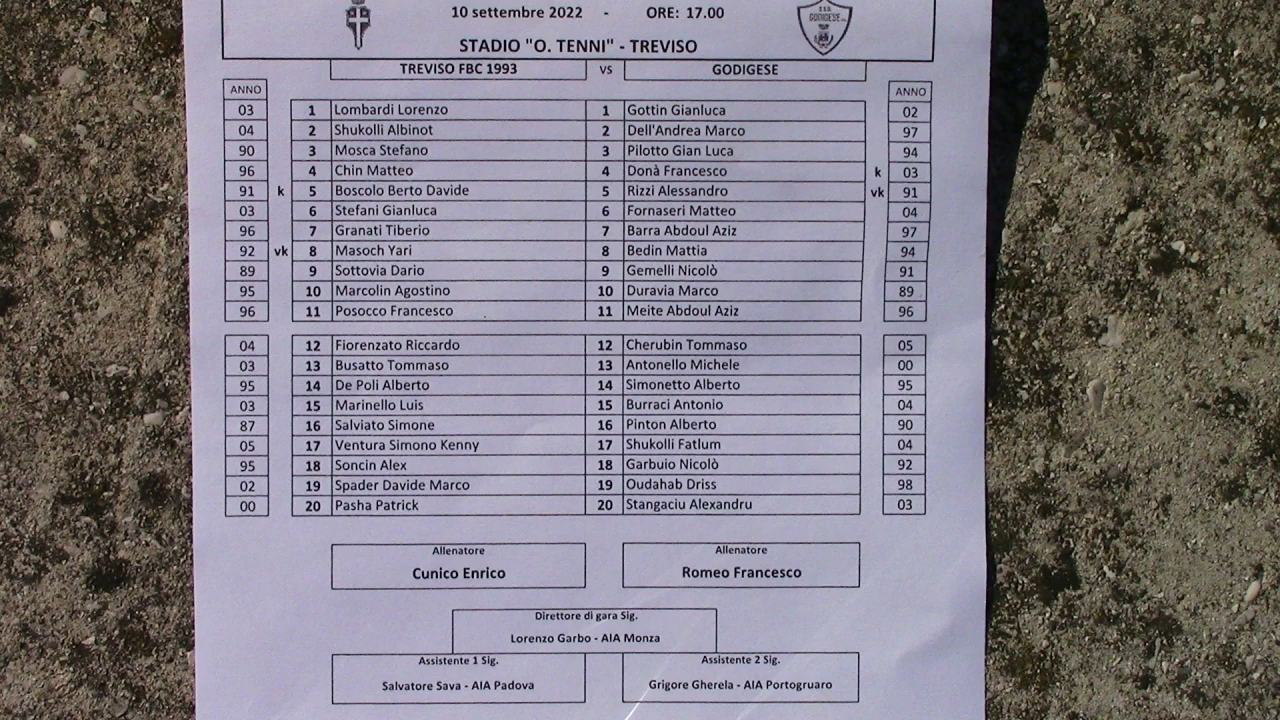 10 settembre 2022 - ORE: 17.00
GODIGESE
STADIO "O. TENNI" - TREVISO
TREVISO FBC 1993 vs GODIGESE
ANNO ANNO
03 1 Lombardi Lorenzo 1 Gottin Gianluca 02
04 2 Shukolli Albinot 2 Dell'Andrea Marco 97
90 3 Mosca Stefano 3 Pilotto Gian Luca 94
96 4 Chin Matteo 4 Donà Francesco k 03
91 k 5 Boscolo Berto Davide 5 Rizzi Alessandro vk 91
03 6 Stefani Gianluca 6 Fornaseri Matteo 04
96 7 Granati Tiberio 7 Barra Abdoul Aziz 97
92 vk 8 Masoch Yari 8 Bedin Mattia 94
89 9 Sottovia Dario 9 Gemelli Nicolò 91
95 10 Marcolin Agostino 10 Duravia Marco 89
96 11 Posocco Francesco 11 Meite Abdoul Aziz 96
04 12 Fiorenzato Riccardo 12 Cherubin Tommaso 05
03 13 Busatto Tommaso 13 Antonello Michele 00
95 14 De Poli Alberto 14 Simonetto Alberto 95
03 15 Marinello Luis 15 Burraci Antonio 04
87 16 Salviato Simone 16 Pinton Alberto 90
05 17 Ventura Simono Kenny 17 Shukolli Fatlum 04
95 18 Soncin Alex 18 Garbuio Nicolò 92
02 19 Spader Davide Marco 19 Oudahab Driss 98
00 20 Pasha Patrick 20 Stangaciu Alexandru 03
Allenatore Allenatore
Cunico Enrico Romeo Francesco
Direttore di gara Sig.
Lorenzo Garbo - AIA Monza
Assistente 1 Sig. Assistente 2 Sig.
Salvatore Sava - AIA Padova Grigore Gherela - AIA Portogruaro